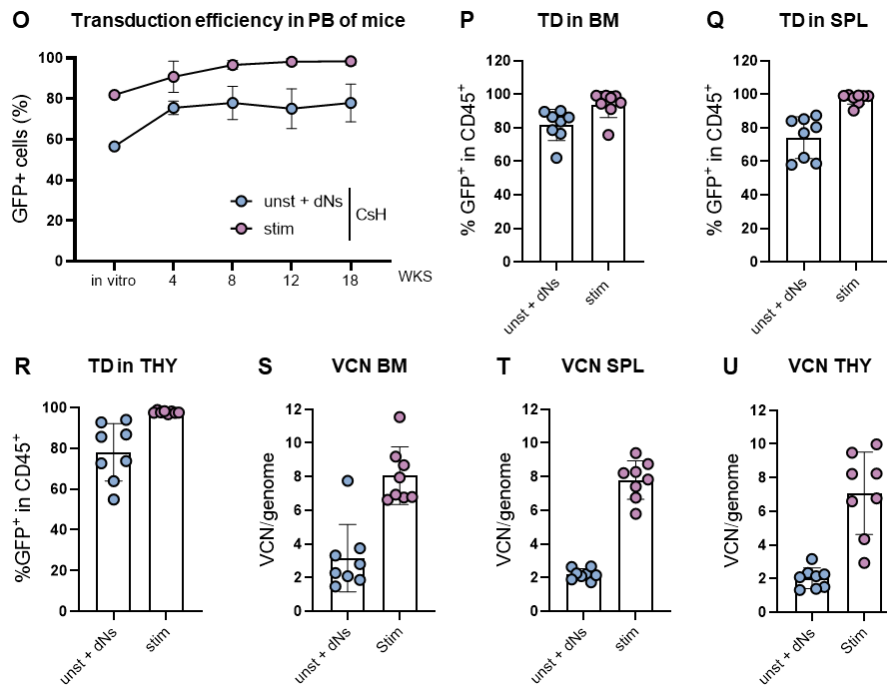 O Transduction efficiency in PB of mice
GFP+ cells (%)
100
80
60
40
20
0
unst + dNs
stim
CsH
in vitro 4 8 12 18 WKS
P TD in BM
% GFP⁺ in CD45⁺
120
100
80
60
40
20
0
unst + dNs
stim
Q TD in SPL
% GFP⁺ in CD45⁺
120
100
80
60
40
20
0
unst + dNs
stim
R TD in THY
%GFP⁺ in CD45⁺
100
80
60
40
20
0
unst + dNs
stim
S VCN BM
VCN/genome
12
10
8
6
4
2
0
unst + dNs
Stim
T VCN SPL
VCN/genome
12
10
8
6
4
2
0
unst + dNs
Stim
U VCN THY
VCN/genome
12
10
8
6
4
2
0
unst + dNs
Stim